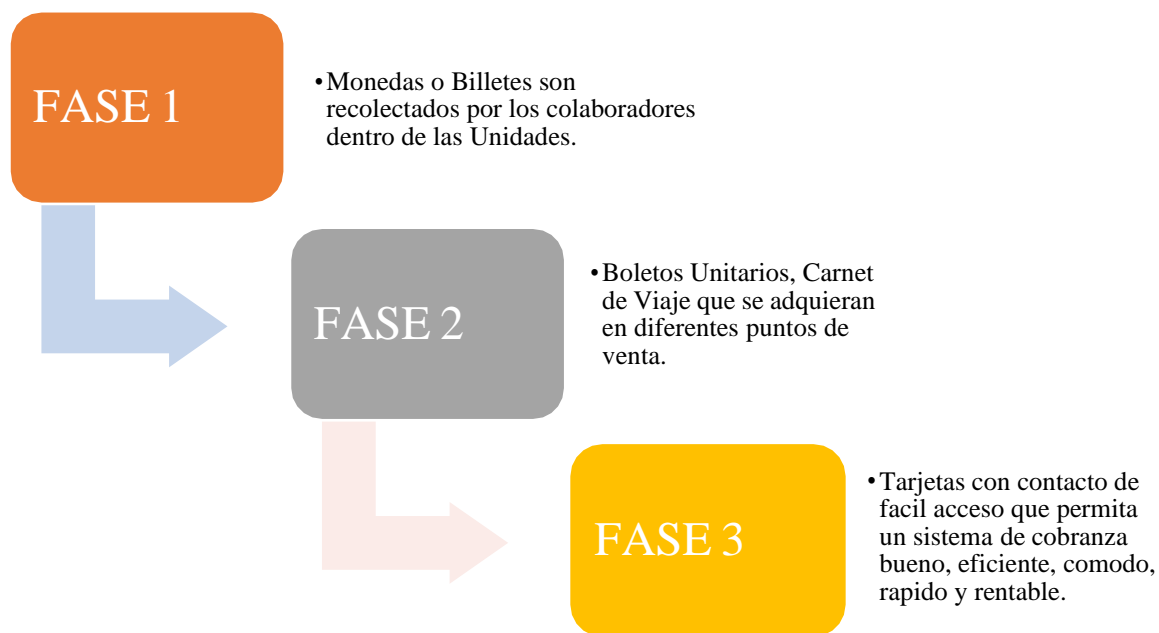 FASE 1
•Monedas o Billetes son
recolectados por los colaboradores
dentro de las Unidades.
FASE 2
•Boletos Unitarios, Carnet
de Viaje que se adquieran
en diferentes puntos de
venta.
FASE 3
•Tarjetas con contacto de
facil acceso que permita
un sistema de cobranza
bueno, eficiente, comodo,
rapido y rentable.